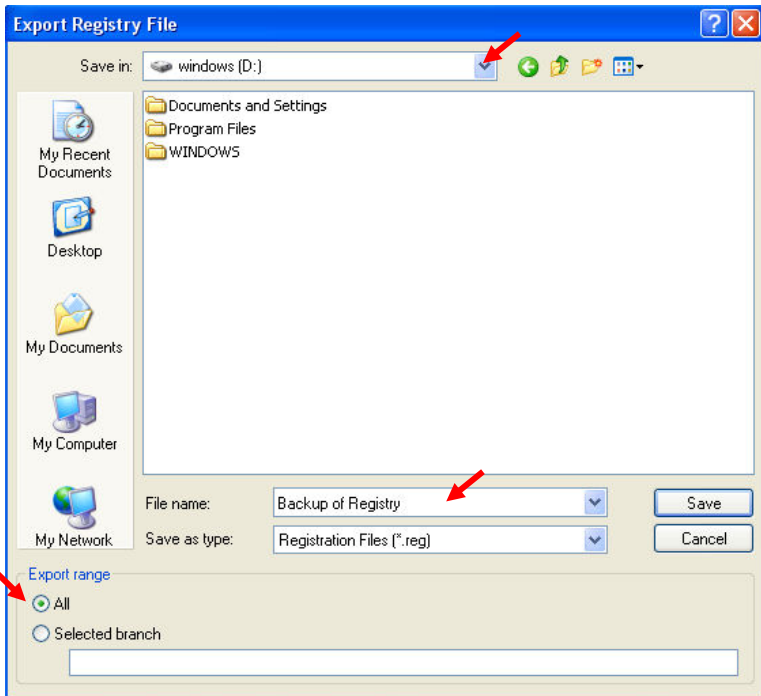 Export Registry File
Save in: windows (D:)
Documents and Settings
Program Files
WINDOWS
My Recent
Documents
Desktop
My Documents
My Computer
My Network
File name: Backup of Registry Save
Save as type: Registration Files (*.reg) Cancel
Export range
All
Selected branch